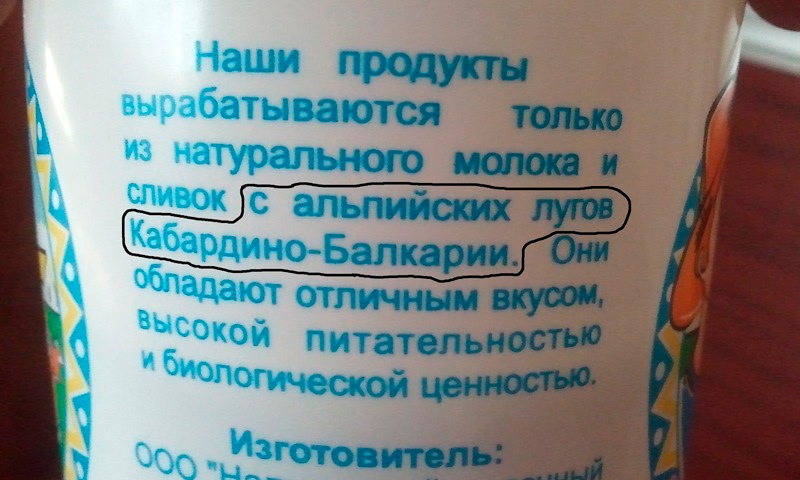 Наши продукты
вырабатываются только
из натурального молока и
сливок с альпийских лугов
Кабардино-Балкарии. Они
обладают отличным вкусом,
высокой питательностью
и биологической ценностью.
Изготовитель:
ООО